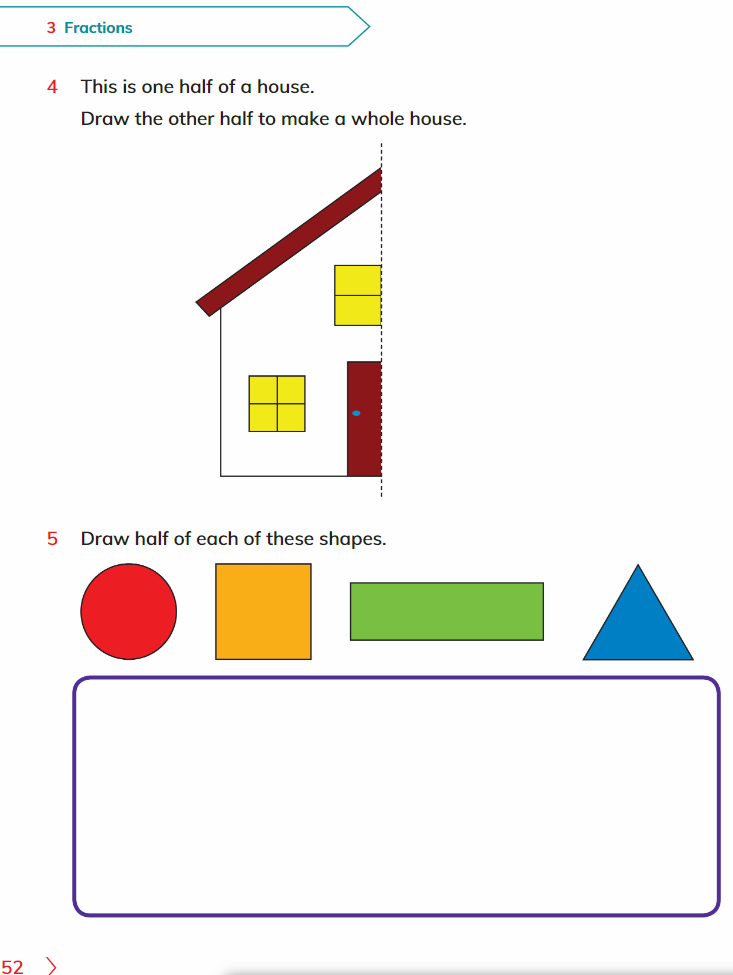 3 Fractions
4 This is one half of a house.
Draw the other half to make a whole house.
5 Draw half of each of these shapes.
52